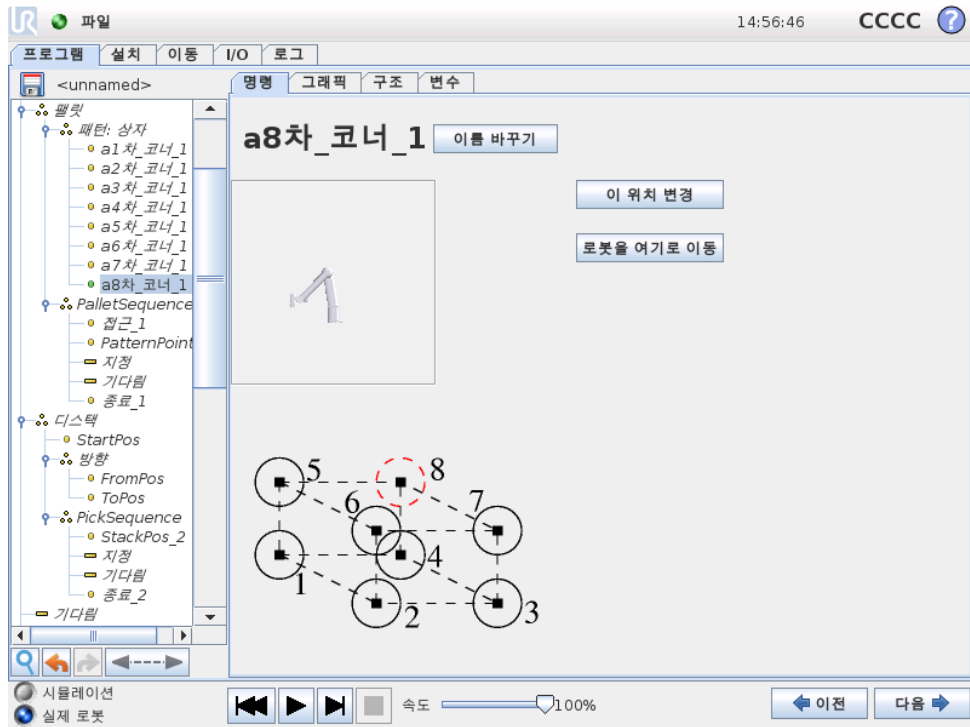 UR 파일 14:56:46 CCCC ?
프로그램 설치 이동 I/O 로그
<unnamed>
명령 그래픽 구조 변수
팰릿
패턴: 상자
a1차_코너_1
a2차_코너_1
a3차_코너_1
a4차_코너_1
a5차_코너_1
a6차_코너_1
a7차_코너_1
a8차_코너_1
PalletSequence
접근_1
PatternPoint
지정
기다림
종료_1
디스택
StartPos
방향
FromPos
ToPos
PickSequence
StackPos_2
지정
기다림
종료_2
기다림
a8차_코너_1 이름 바꾸기
이 위치 변경
로봇을 여기로 이동
5 8
6 7
1 4
2 3
시뮬레이션
실제 로봇
속도 100%
이전 다음